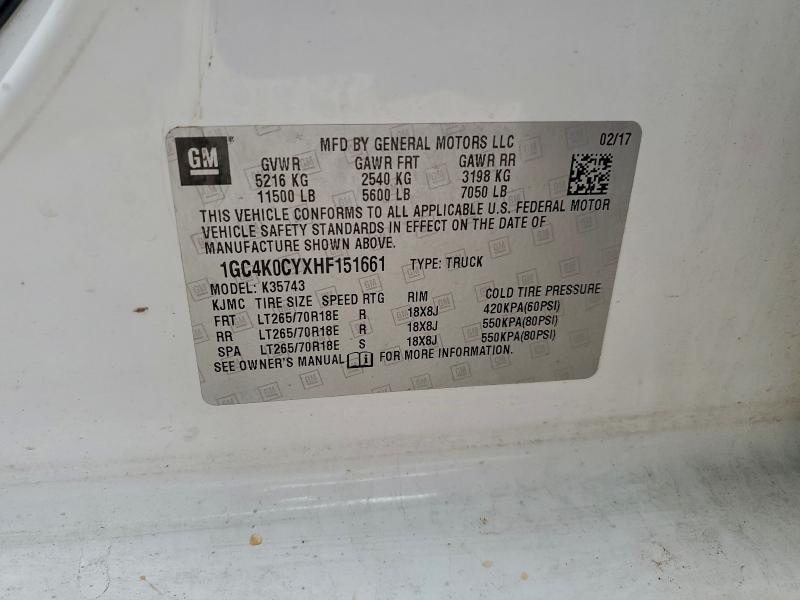 GM
MFD BY GENERAL MOTORS LLC 02/17
GVWR GAWR FRT GAWR RR
5216 KG 2540 KG 3198 KG
11500 LB 5600 LB 7050 LB
THIS VEHICLE CONFORMS TO ALL APPLICABLE U.S. FEDERAL MOTOR
VEHICLE SAFETY STANDARDS IN EFFECT ON THE DATE OF
MANUFACTURE SHOWN ABOVE.
1GC4K0CYXHF151661 TYPE: TRUCK
MODEL: K35743
KJMC TIRE SIZE SPEED RTG RIM COLD TIRE PRESSURE
FRT LT265/70R18E R 18X8J 420KPA(60PSI)
RR LT265/70R18E R 18X8J 550KPA(80PSI)
SPA LT265/70R18E S 18X8J 550KPA(80PSI)
SEE OWNER'S MANUAL FOR MORE INFORMATION.